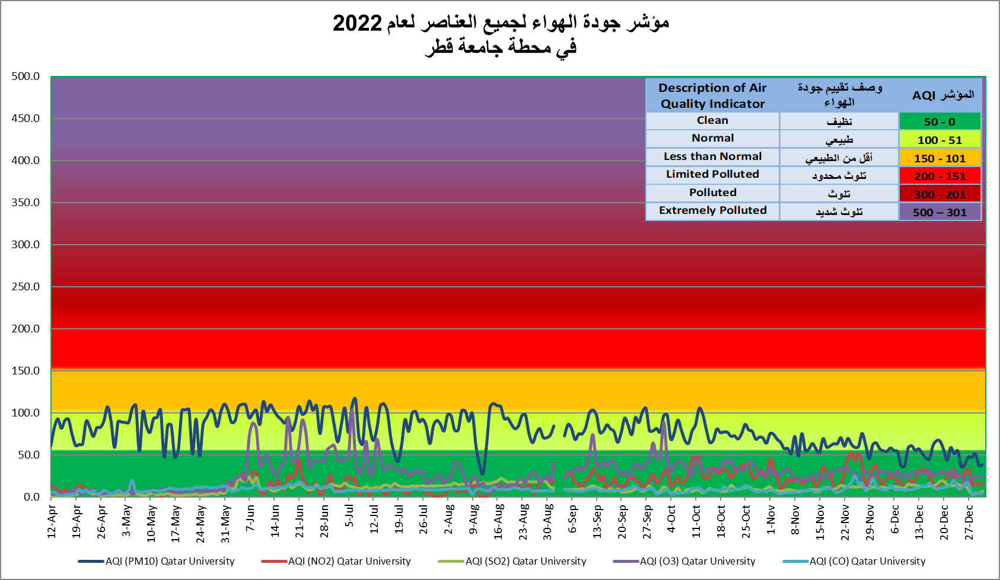 مؤشر جودة الهواء لجميع العناصر لعام 2022
في محطة جامعة قطر
500.0
450.0
400.0
350.0
300.0
250.0
200.0
150.0
100.0
50.0
0.0
Description of Air Quality Indicator وصف تقييم جودة الهواء المؤشر AQI
Clean نظيف 50 - 0
Normal طبيعي 100 - 51
Less than Normal أقل من الطبيعي 150 - 101
Limited Polluted تلوث محدود 200 - 151
Polluted تلوث 300 - 201
Extremely Polluted تلوث شديد 500 – 301
12-Apr
19-Apr
26-Apr
3-May
10-May
17-May
24-May
31-May
7-Jun
14-Jun
21-Jun
28-Jun
5-Jul
12-Jul
19-Jul
26-Jul
2-Aug
9-Aug
16-Aug
23-Aug
30-Aug
6-Sep
13-Sep
20-Sep
27-Sep
4-Oct
11-Oct
18-Oct
25-Oct
1-Nov
8-Nov
15-Nov
22-Nov
29-Nov
6-Dec
13-Dec
20-Dec
27-Dec
AQI (PM10) Qatar University
AQI (NO2) Qatar University
AQI (SO2) Qatar University
AQI (O3) Qatar University
AQI (CO) Qatar University